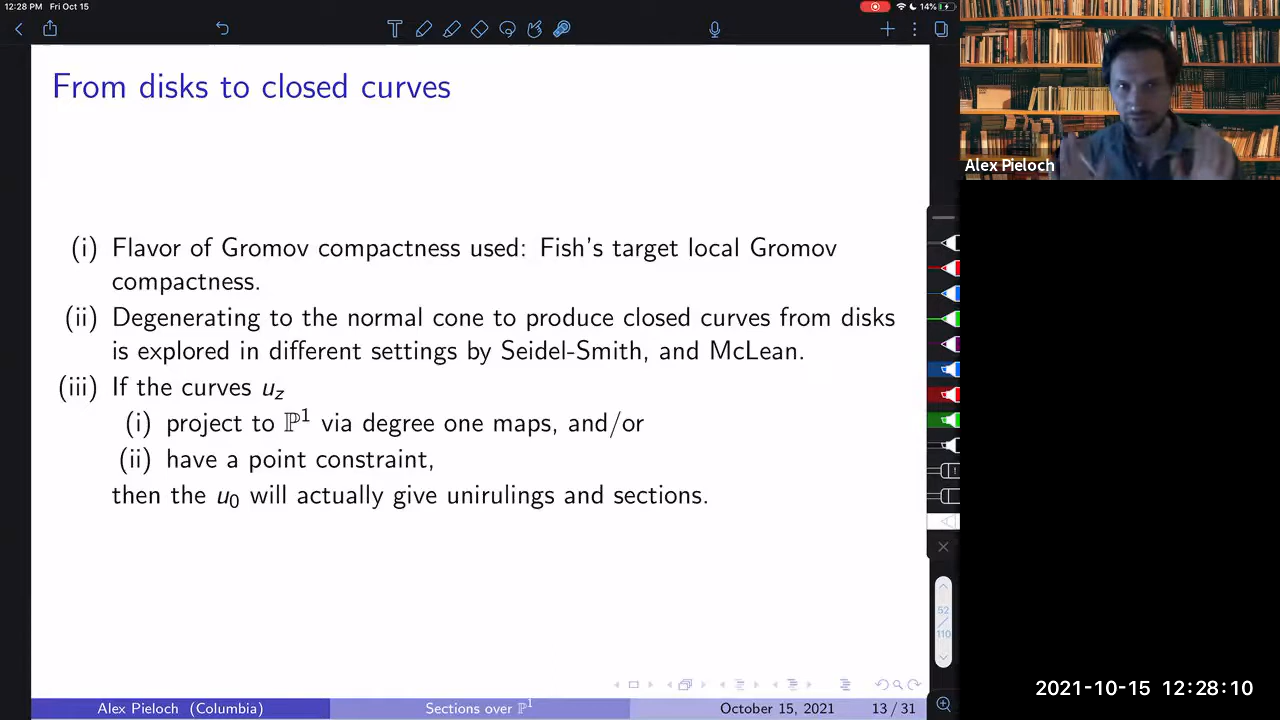 12:28 PM Fri Oct 15
14%
From disks to closed curves
Alex Pieloch
(i) Flavor of Gromov compactness used: Fish's target local Gromov
compactness.
(ii) Degenerating to the normal cone to produce closed curves from disks
is explored in different settings by Seidel-Smith, and McLean.
(iii) If the curves u_z
(i) project to ℙ¹ via degree one maps, and/or
(ii) have a point constraint,
then the u₀ will actually give unirulings and sections.
52
/
110
2021-10-15 12:28:10
Alex Pieloch (Columbia) Sections over ℙ¹ October 15, 2021 13 / 31